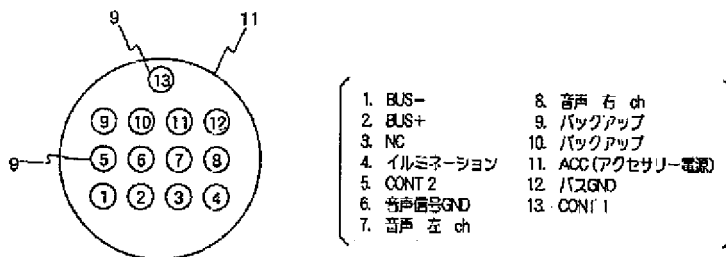 9
11
13
9 10 11 12
9
5 6 7 8
1 2 3 4
1. BUS−
2. BUS+
3. NC
4. イルミネーション
5. CONT 2
6. 音声信号GND
7. 音声 左 ch
8. 音声 右 ch
9. バックアップ
10. バックアップ
11. ACC(アクセサリー電源)
12. バスGND
13. CONT 1